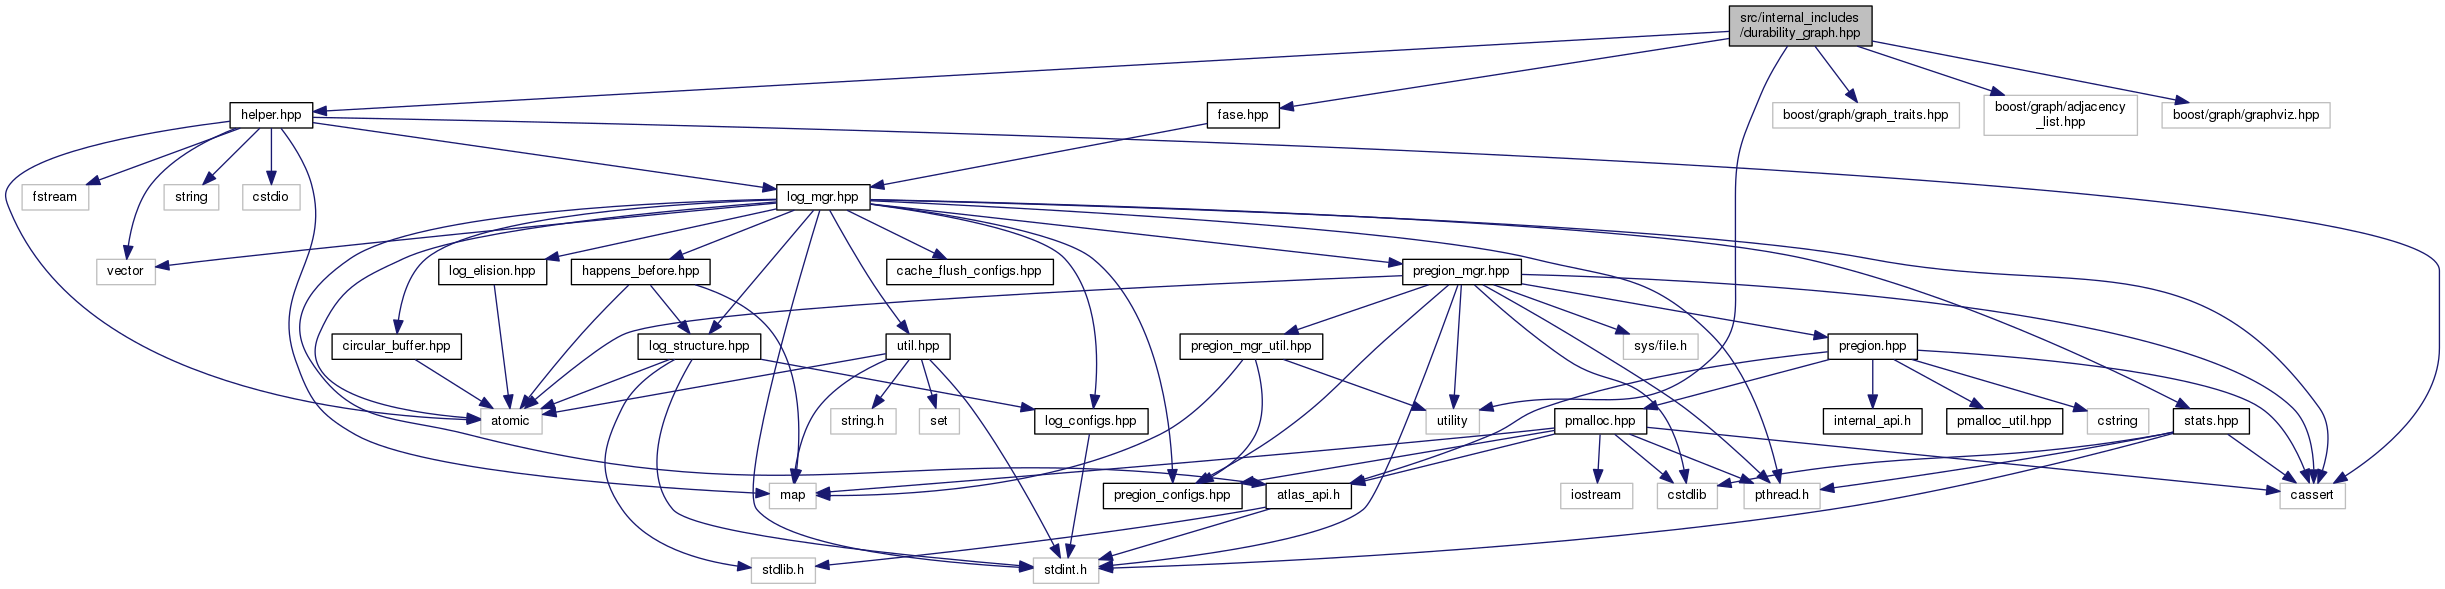 src/internal_includes
/durability_graph.hpp
helper.hpp
fase.hpp
boost/graph/graph_traits.hpp
boost/graph/adjacency
_list.hpp
boost/graph/graphviz.hpp
fstream
string
cstdio
log_mgr.hpp
vector
log_elision.hpp
happens_before.hpp
cache_flush_configs.hpp
pregion_mgr.hpp
circular_buffer.hpp
log_structure.hpp
util.hpp
pregion_mgr_util.hpp
sys/file.h
pregion.hpp
atomic
string.h
set
log_configs.hpp
utility
pmalloc.hpp
internal_api.h
pmalloc_util.hpp
cstring
stats.hpp
map
pregion_configs.hpp
atlas_api.h
iostream
cstdlib
pthread.h
cassert
stdlib.h
stdint.h